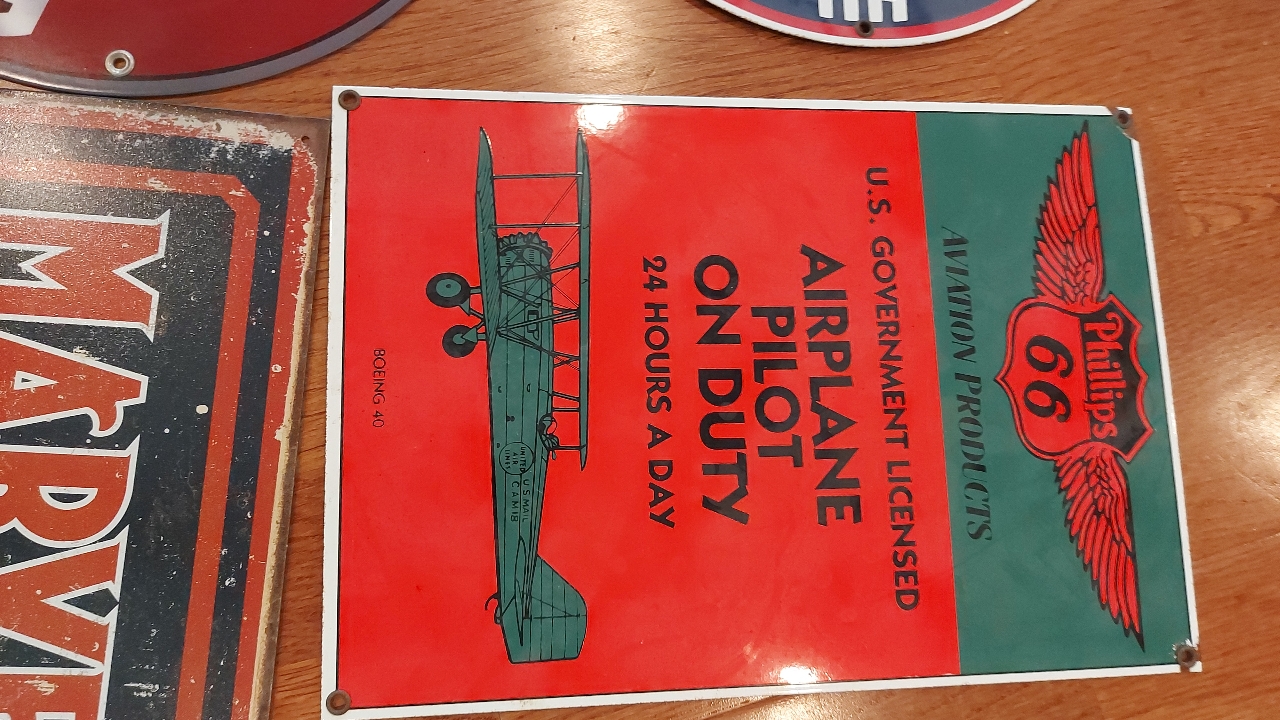 Phillips
66
AVIATION PRODUCTS
U.S. GOVERNMENT LICENSED
AIRPLANE
PILOT
ON DUTY
24 HOURS A DAY
UNITED
AIR
LINES
U.S. MAIL
C A M 18
BOEING 40
MARVE